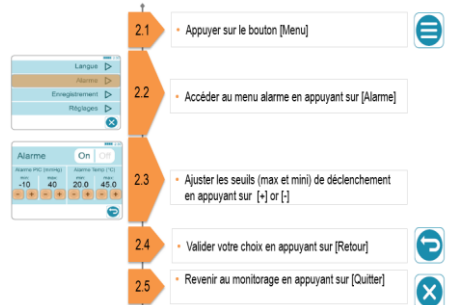 2.1
• Appuyer sur le bouton [Menu]
Langue
Alarme
Enregistrement
Réglages
2.2
• Accéder au menu alarme en appuyant sur [Alarme]
Alarme On Off
Alarme PIC (mmHg) Alarme Temp (°C)
min max min max
-10 40 20.0 45.0
- + - + - + - +
2.3
• Ajuster les seuils (max et mini) de déclenchement
en appuyant sur [+] or [-]
2.4
• Valider votre choix en appuyant sur [Retour]
2.5
• Revenir au monitorage en appuyant sur [Quitter]